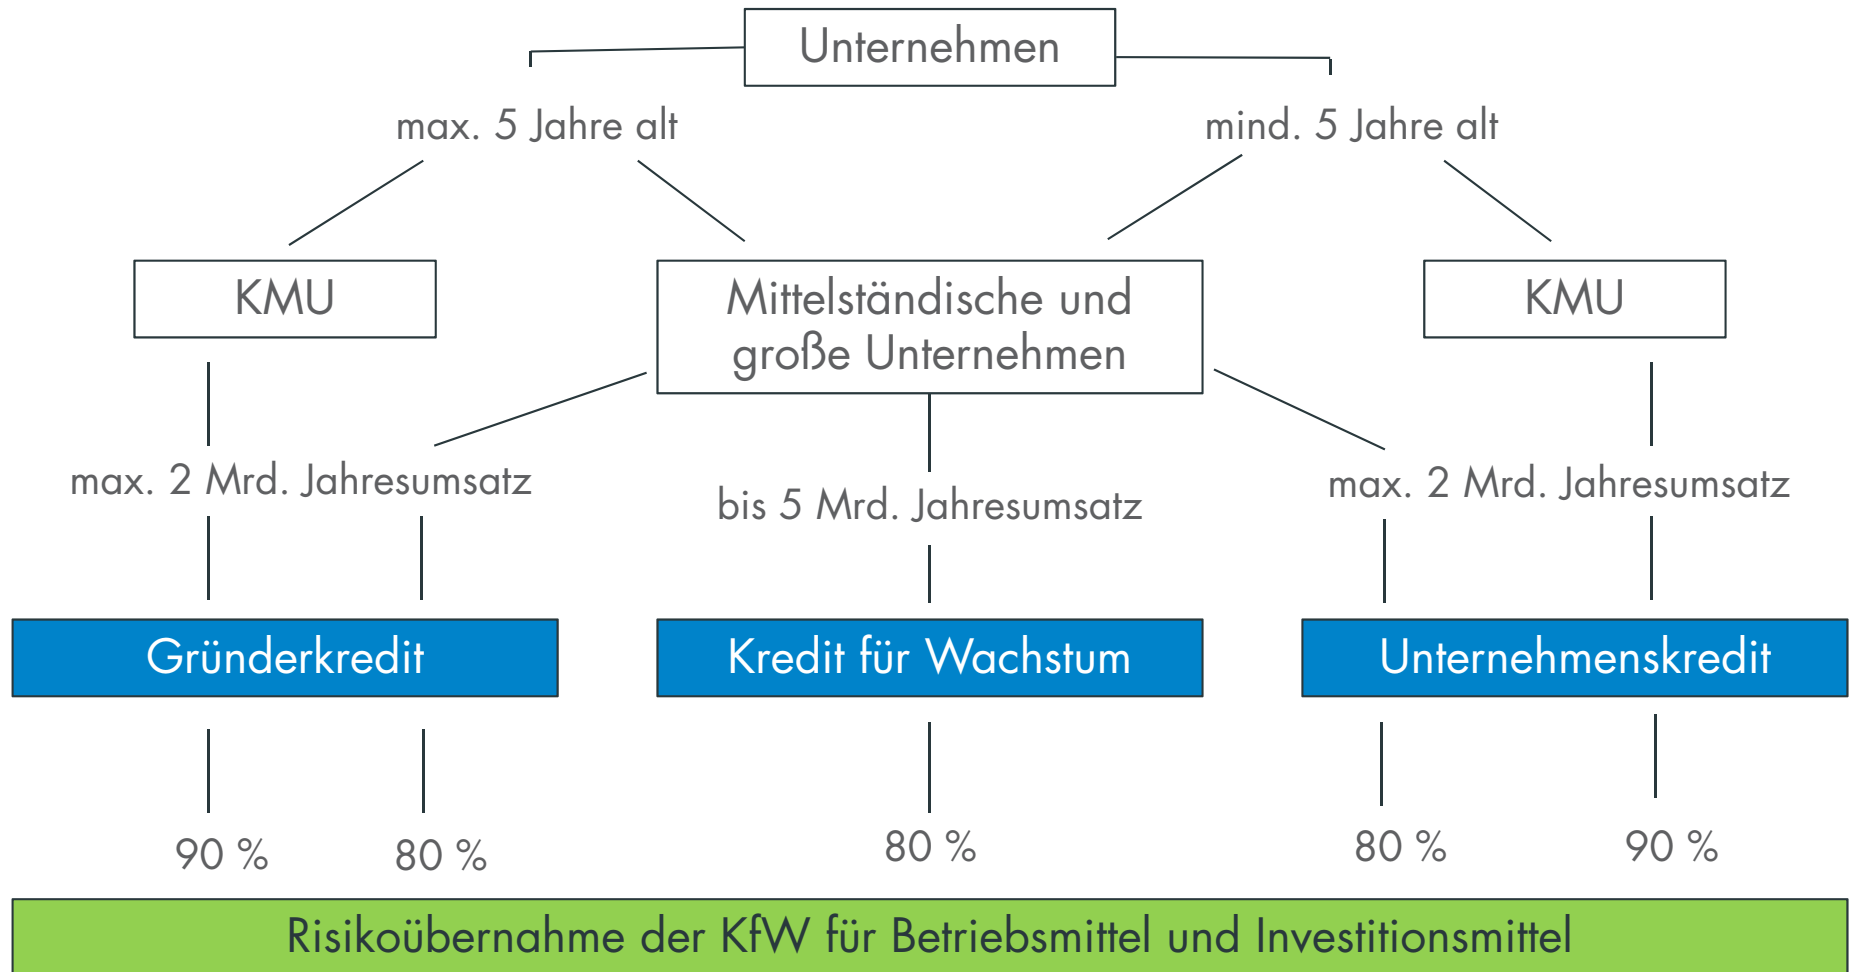 Unternehmen
max. 5 Jahre alt
mind. 5 Jahre alt
KMU
Mittelständische und
große Unternehmen
KMU
max. 2 Mrd. Jahresumsatz
bis 5 Mrd. Jahresumsatz
max. 2 Mrd. Jahresumsatz
Gründerkredit
Kredit für Wachstum
Unternehmenskredit
90 %
80 %
80 %
80 %
90 %
Risikoübernahme der KfW für Betriebsmittel und Investitionsmittel